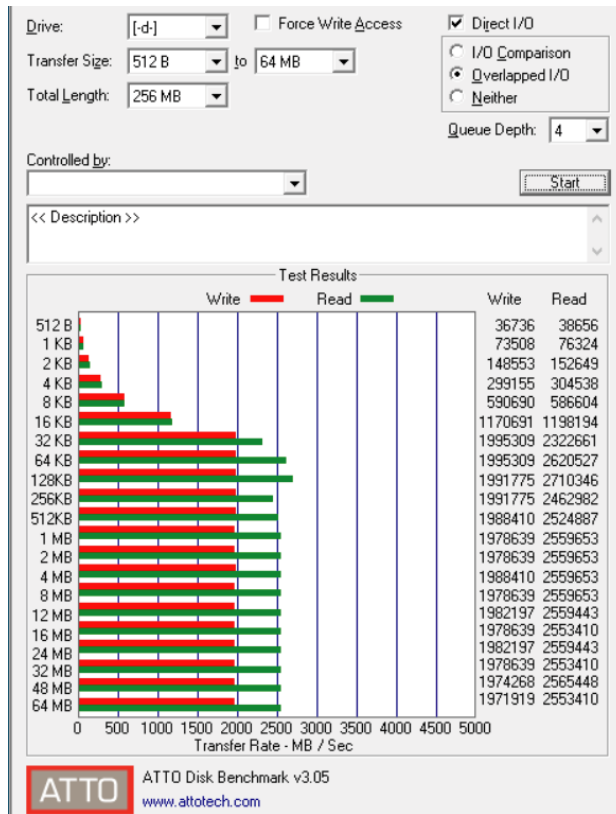 Drive: [-d-] Force Write Access Direct I/O
Transfer Size: 512 B to 64 MB I/O Comparison
Overlapped I/O
Total Length: 256 MB Neither
Queue Depth: 4
Controlled by:
Start
<< Description >>
Test Results
Write Read Write Read
512 B 36736 38656
1 KB 73508 76324
2 KB 148553 152649
4 KB 299155 304538
8 KB 590690 586604
16 KB 1170691 1198194
32 KB 1995309 2322661
64 KB 1995309 2620527
128KB 1991775 2710346
256KB 1991775 2462982
512KB 1988410 2524887
1 MB 1978639 2559653
2 MB 1978639 2559653
4 MB 1988410 2559653
8 MB 1978639 2559653
12 MB 1982197 2559443
16 MB 1978639 2553410
24 MB 1982197 2559443
32 MB 1978639 2553410
48 MB 1974268 2565448
64 MB 1971919 2553410
0 500 1000 1500 2000 2500 3000 3500 4000 4500 5000
Transfer Rate - MB / Sec
ATTO ATTO Disk Benchmark v3.05
www.attotech.com